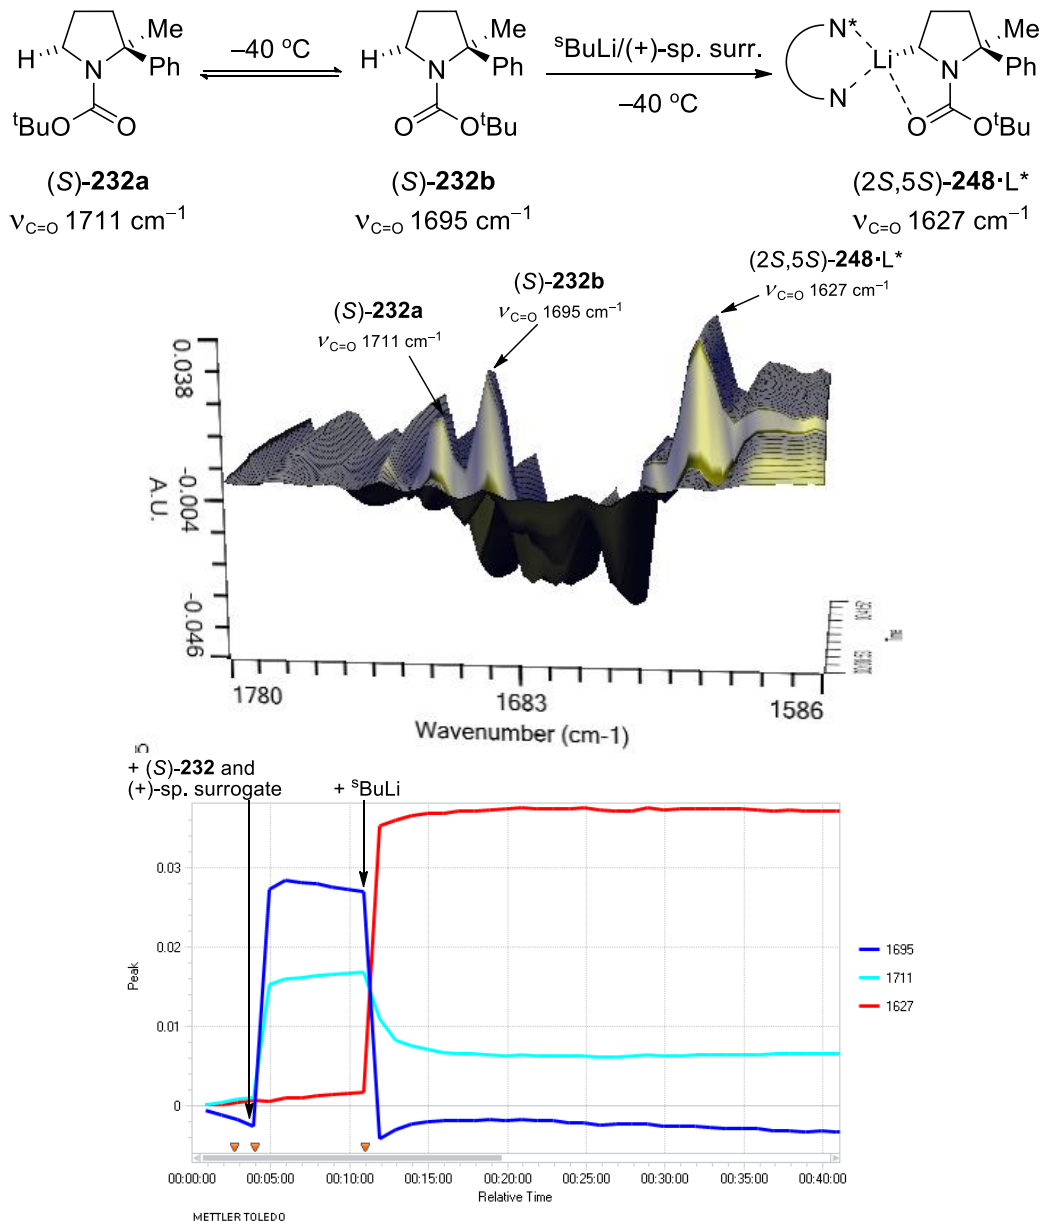 Me
H
N
Ph
ᵗBuO
O
–40 ºC
Me
H
N
Ph
O
OᵗBu
ˢBuLi/(+)-sp. surr.
–40 ºC
N*
N
Li
Me
N
Ph
O
OᵗBu
(S)-232a
(S)-232b
(2S,5S)-248·L*
νC=O 1711 cm⁻¹
νC=O 1695 cm⁻¹
νC=O 1627 cm⁻¹
(S)-232a
νC=O 1711 cm⁻¹
(S)-232b
νC=O 1695 cm⁻¹
(2S,5S)-248·L*
νC=O 1627 cm⁻¹
0.038
-0.004
-0.046
A.U.
1780
1683
1586
Wavenumber (cm-1)
+ (S)-232 and
(+)-sp. surrogate
+ ˢBuLi
0.03
0.02
0.01
0
Peak
1695
1711
1627
00:00:00 00:05:00 00:10:00 00:15:00 00:20:00 00:25:00 00:30:00 00:35:00 00:40:00
Relative Time
METTLER TOLEDO